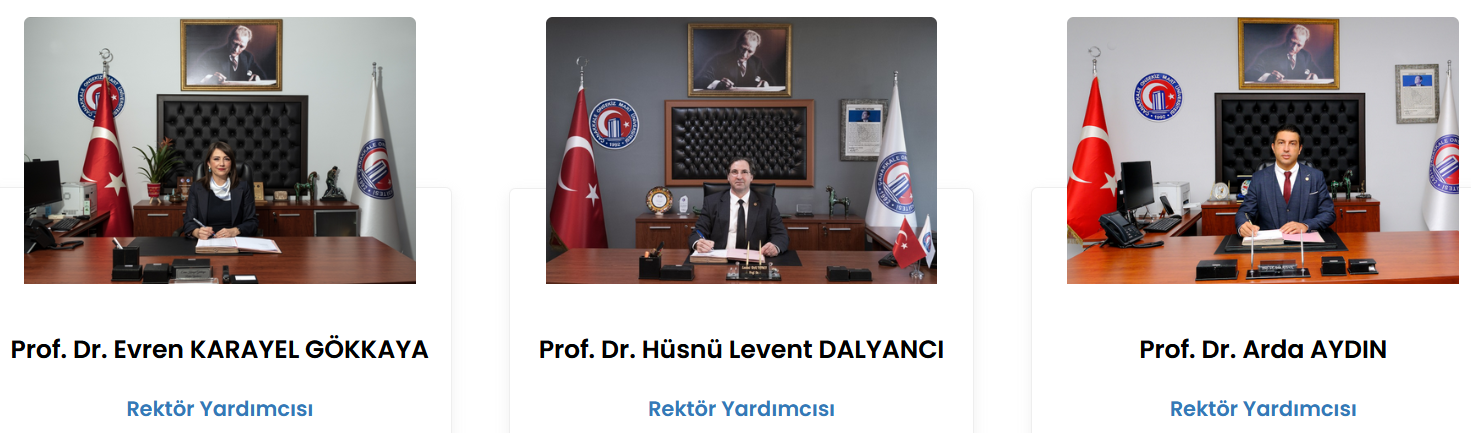 Prof. Dr. Evren KARAYEL GÖKKAYA
Rektör Yardımcısı
Prof. Dr. Hüsnü Levent DALYANCI
Rektör Yardımcısı
Prof. Dr. Arda AYDIN
Rektör Yardımcısı